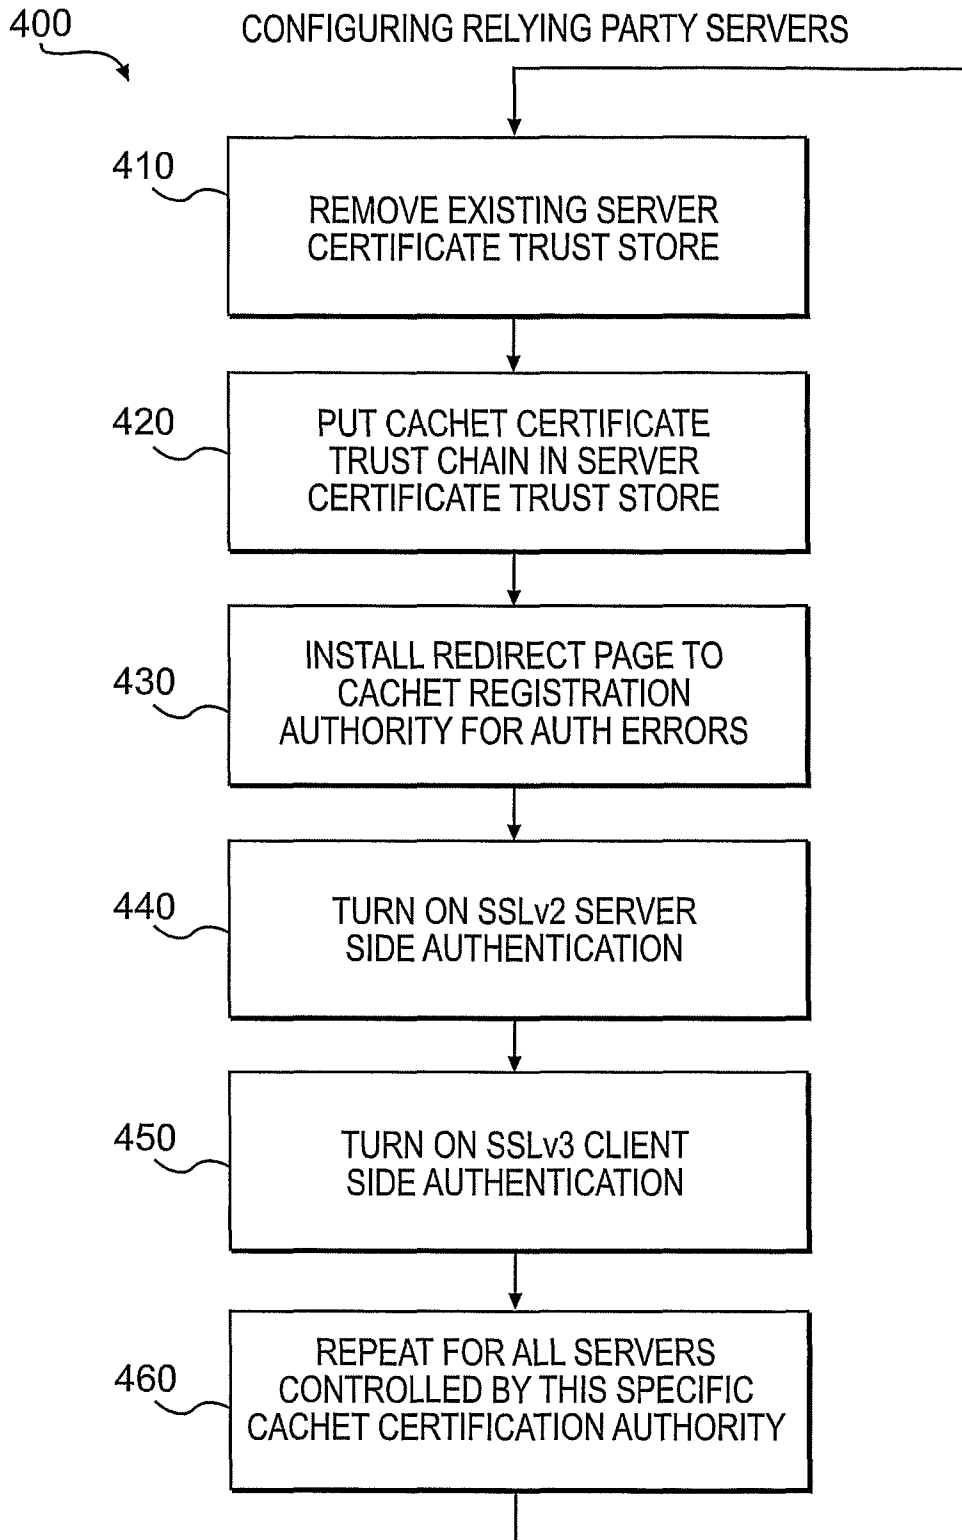 400
CONFIGURING RELYING PARTY SERVERS
410
REMOVE EXISTING SERVER
CERTIFICATE TRUST STORE
420
PUT CACHET CERTIFICATE
TRUST CHAIN IN SERVER
CERTIFICATE TRUST STORE
430
INSTALL REDIRECT PAGE TO
CACHET REGISTRATION
AUTHORITY FOR AUTH ERRORS
440
TURN ON SSLv2 SERVER
SIDE AUTHENTICATION
450
TURN ON SSLv3 CLIENT
SIDE AUTHENTICATION
460
REPEAT FOR ALL SERVERS
CONTROLLED BY THIS SPECIFIC
CACHET CERTIFICATION AUTHORITY